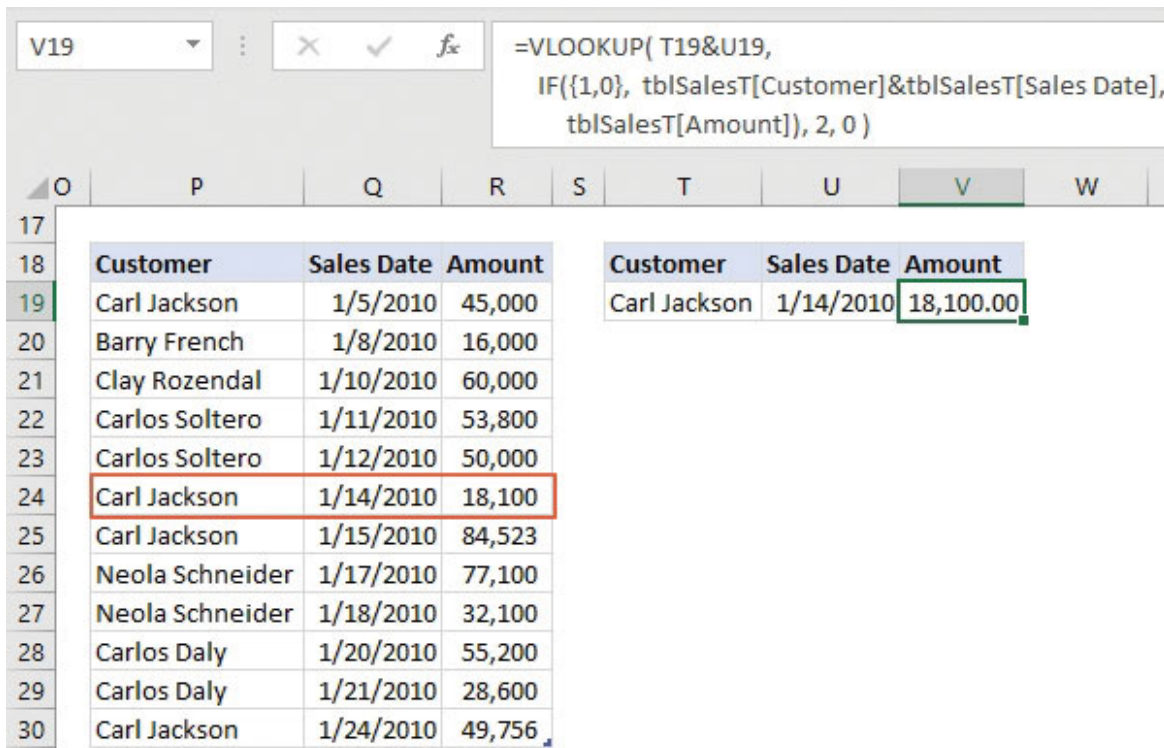 V19 fx =VLOOKUP( T19&U19,
IF({1,0}, tblSalesT[Customer]&tblSalesT[Sales Date],
tblSalesT[Amount]), 2, 0 )
O P Q R S T U V W
17
18 Customer Sales Date Amount Customer Sales Date Amount
19 Carl Jackson 1/5/2010 45,000 Carl Jackson 1/14/2010 18,100.00
20 Barry French 1/8/2010 16,000
21 Clay Rozendal 1/10/2010 60,000
22 Carlos Soltero 1/11/2010 53,800
23 Carlos Soltero 1/12/2010 50,000
24 Carl Jackson 1/14/2010 18,100
25 Carl Jackson 1/15/2010 84,523
26 Neola Schneider 1/17/2010 77,100
27 Neola Schneider 1/18/2010 32,100
28 Carlos Daly 1/20/2010 55,200
29 Carlos Daly 1/21/2010 28,600
30 Carl Jackson 1/24/2010 49,756